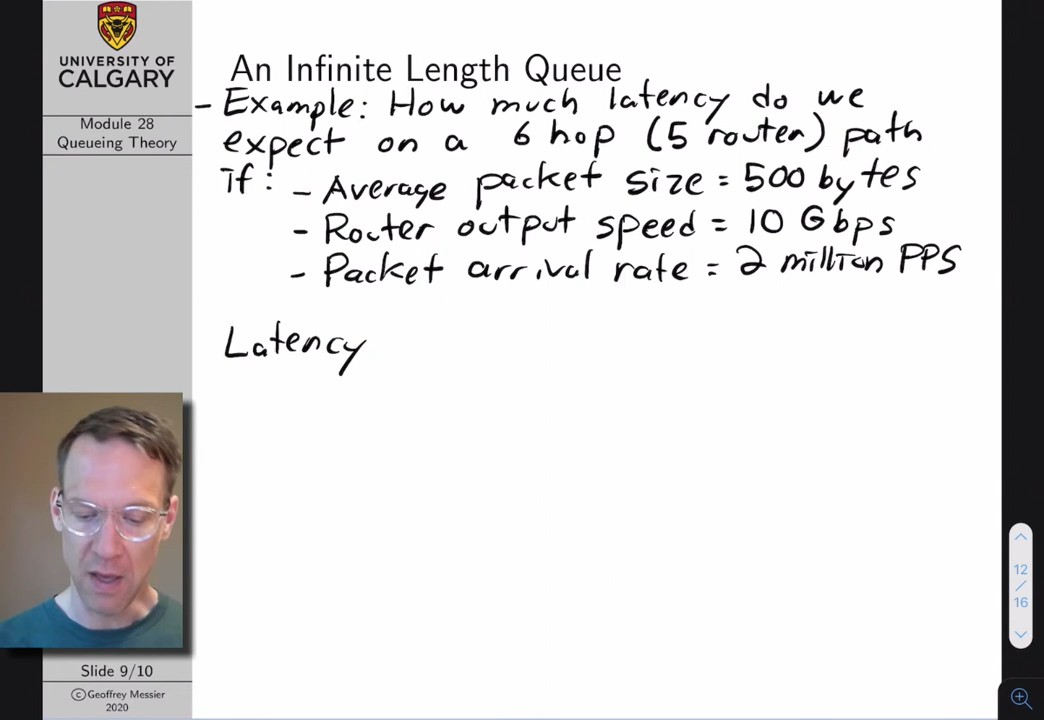 UNIVERSITY OF
CALGARY
Module 28
Queueing Theory
An Infinite Length Queue
- Example: How much latency do we
expect on a 6 hop (5 router) path
if: - Average packet size = 500 bytes
- Router output speed = 10 Gbps
- Packet arrival rate = 2 million PPS
Latency
12
/
16
Slide 9/10
©Geoffrey Messier
2020